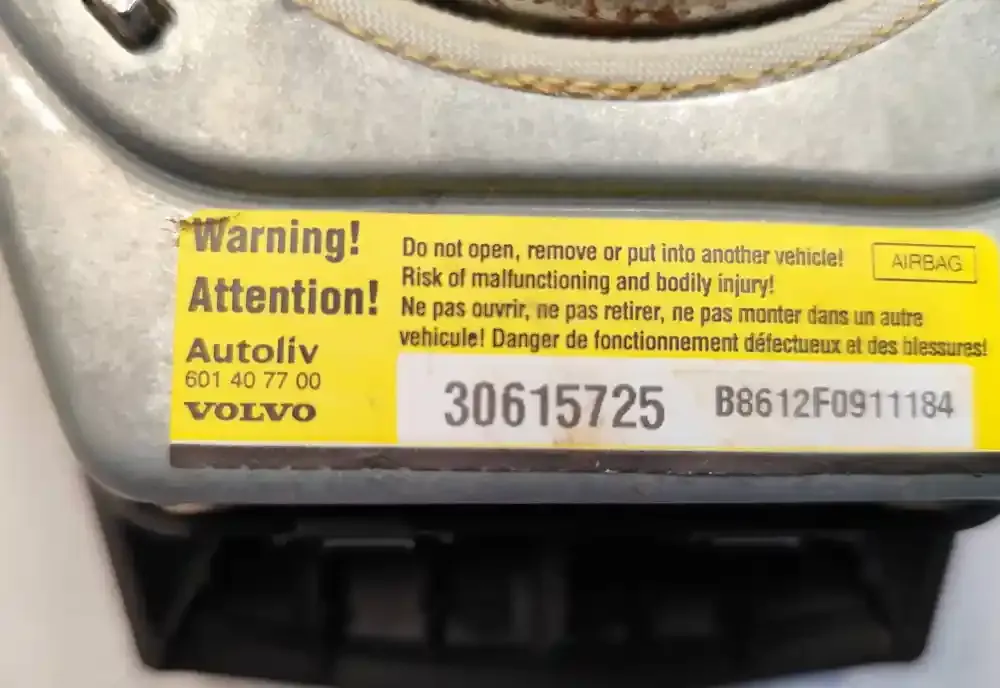 Warning!
Attention!
Autoliv
601 40 77 00
VOLVO
Do not open, remove or put into another vehicle!
Risk of malfunctioning and bodily injury!
Ne pas ouvrir, ne pas retirer, ne pas monter dans un autre
vehicule! Danger de fonctionnement défectueux et des blessures!
AIRBAG
30615725
B8612F0911184